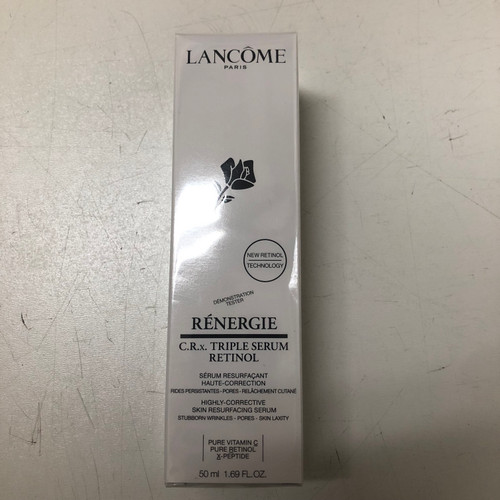 LANCÔME
PARIS
NEW RETINOL
TECHNOLOGY
DÉMONSTRATION
TESTER
RÉNERGIE
C.R.x. TRIPLE SERUM
RETINOL
SÉRUM RESURFAÇANT
HAUTE-CORRECTION
RIDES PERSISTANTES - PORES - RELÂCHEMENT CUTANÉ
HIGHLY-CORRECTIVE
SKIN RESURFACING SERUM
STUBBORN WRINKLES - PORES - SKIN LAXITY
PURE VITAMIN C
PURE RETINOL
X-PEPTIDE
50 ml 1.69 FL.OZ.